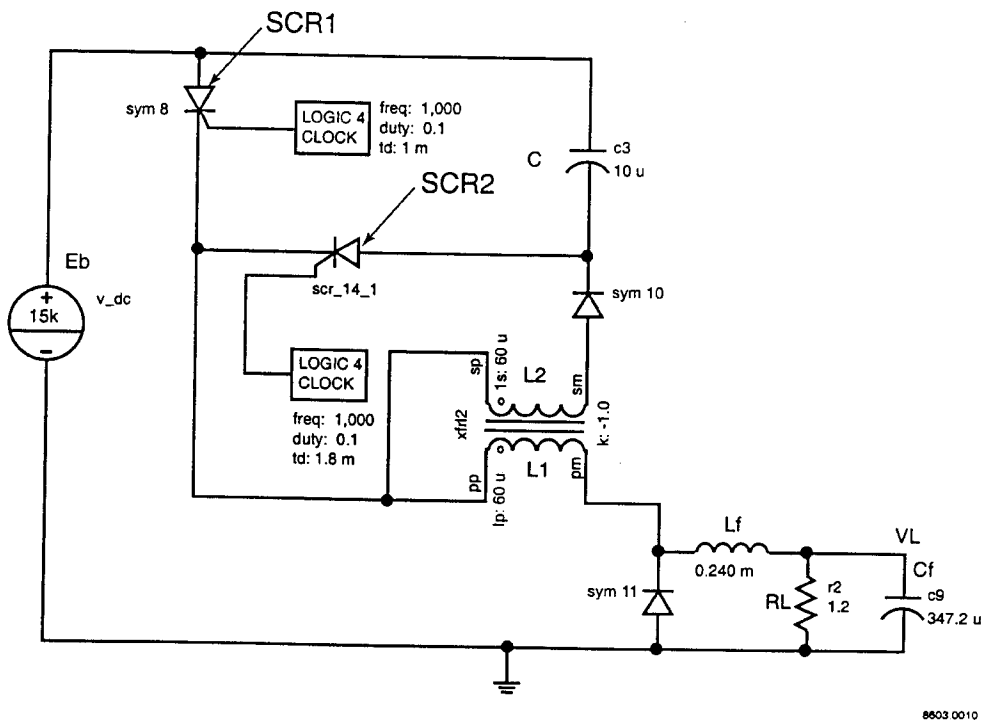 SCR1
sym 8
LOGIC 4
CLOCK
freq: 1,000
duty: 0.1
td: 1 m
C
c3
10 u
SCR2
Eb
v_dc
+
15k
−
scr_14_1
sym 10
LOGIC 4
CLOCK
freq: 1,000
duty: 0.1
td: 1.8 m
sp
1s: 60 u
L2
sm
xfrl2
k: -1.0
pp
lp: 60 u
L1
pm
Lf
0.240 m
VL
Cf
c9
347.2 u
sym 11
RL
r2
1.2
8603 0010